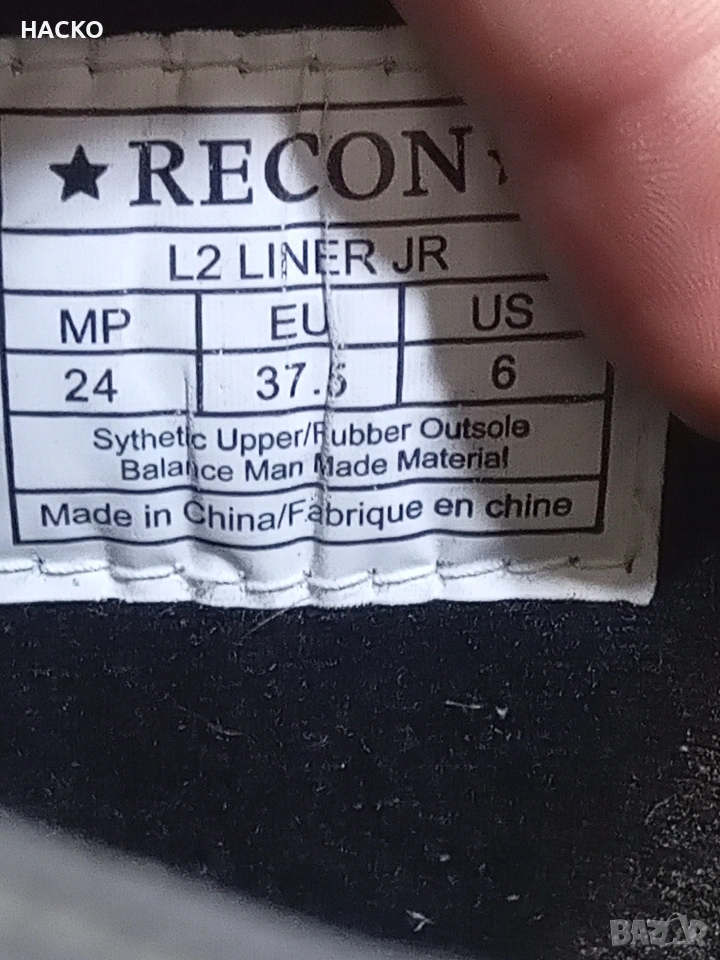 HACKO
★RECON
L2 LINER JR
MP EU US
24 37.5 6
Sythetic Upper/Rubber Outsole
Balance Man Made Material
Made in China/Fabrique en chine
BAZAR